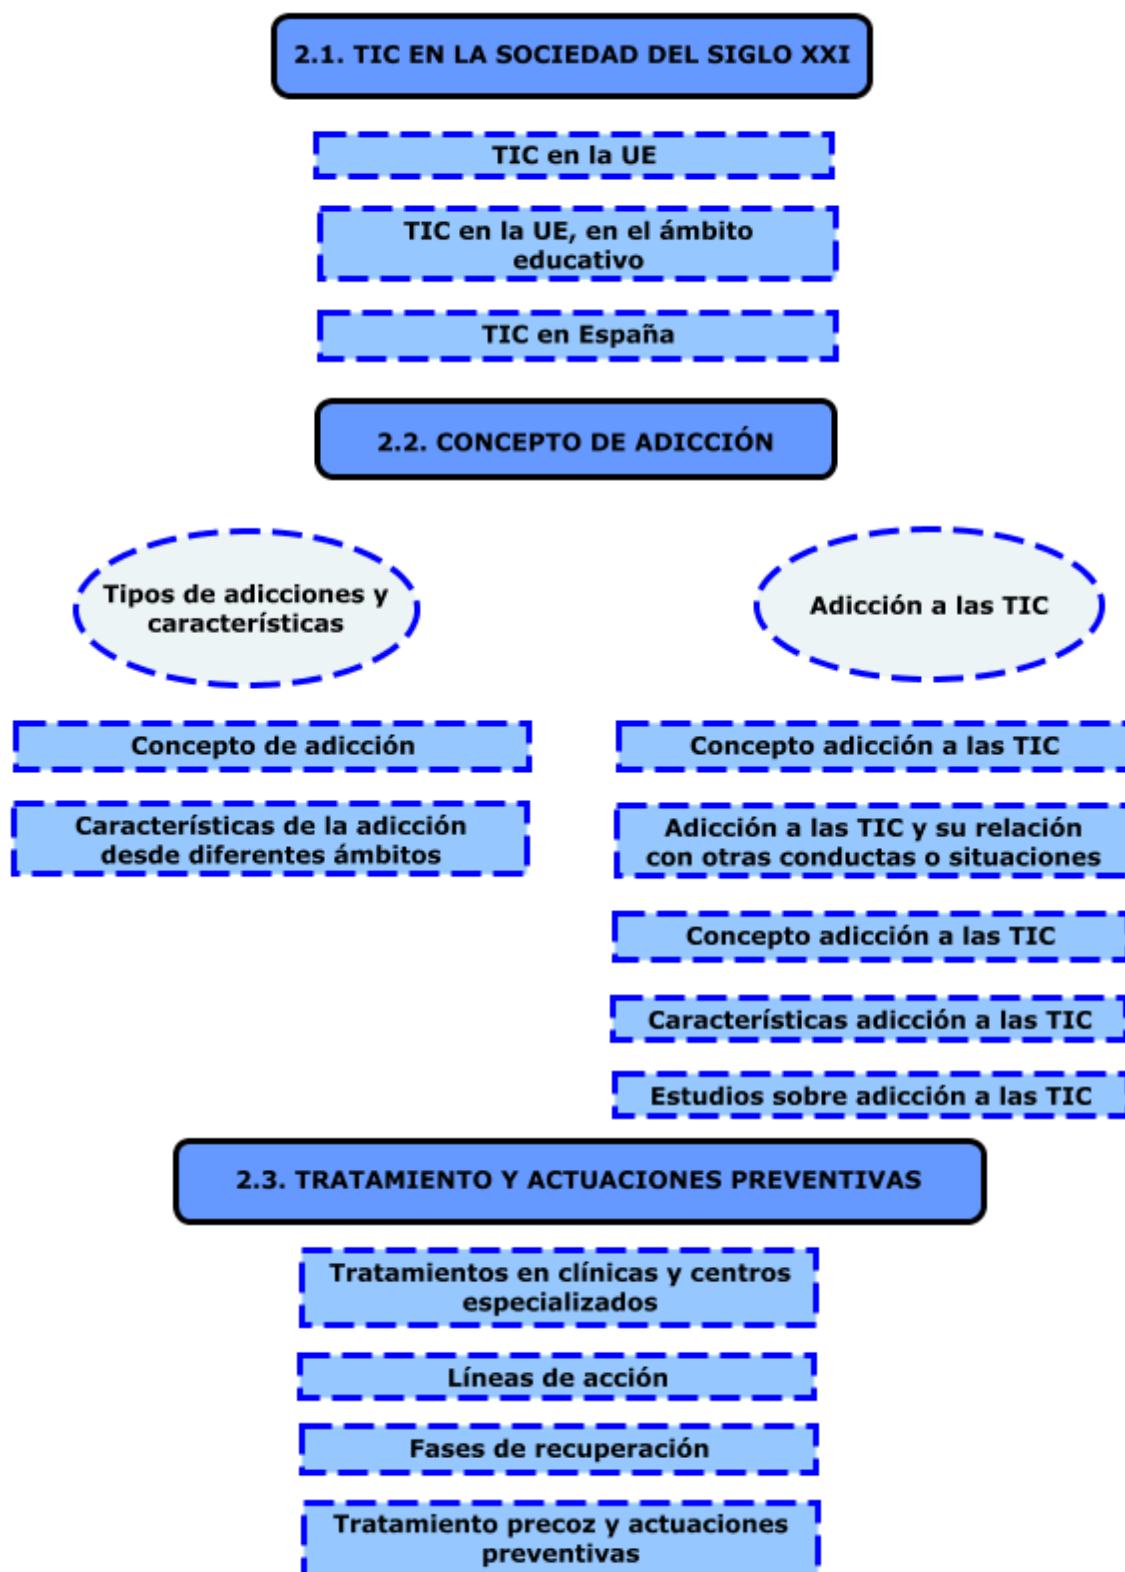 2.1. TIC EN LA SOCIEDAD DEL SIGLO XXI
TIC en la UE
TIC en la UE, en el ámbito
educativo
TIC en España
2.2. CONCEPTO DE ADICCIÓN
Tipos de adicciones y
características
Concepto de adicción
Características de la adicción
desde diferentes ámbitos
Adicción a las TIC
Concepto adicción a las TIC
Adicción a las TIC y su relación
con otras conductas o situaciones
Concepto adicción a las TIC
Características adicción a las TIC
Estudios sobre adicción a las TIC
2.3. TRATAMIENTO Y ACTUACIONES PREVENTIVAS
Tratamientos en clínicas y centros
especializados
Líneas de acción
Fases de recuperación
Tratamiento precoz y actuaciones
preventivas